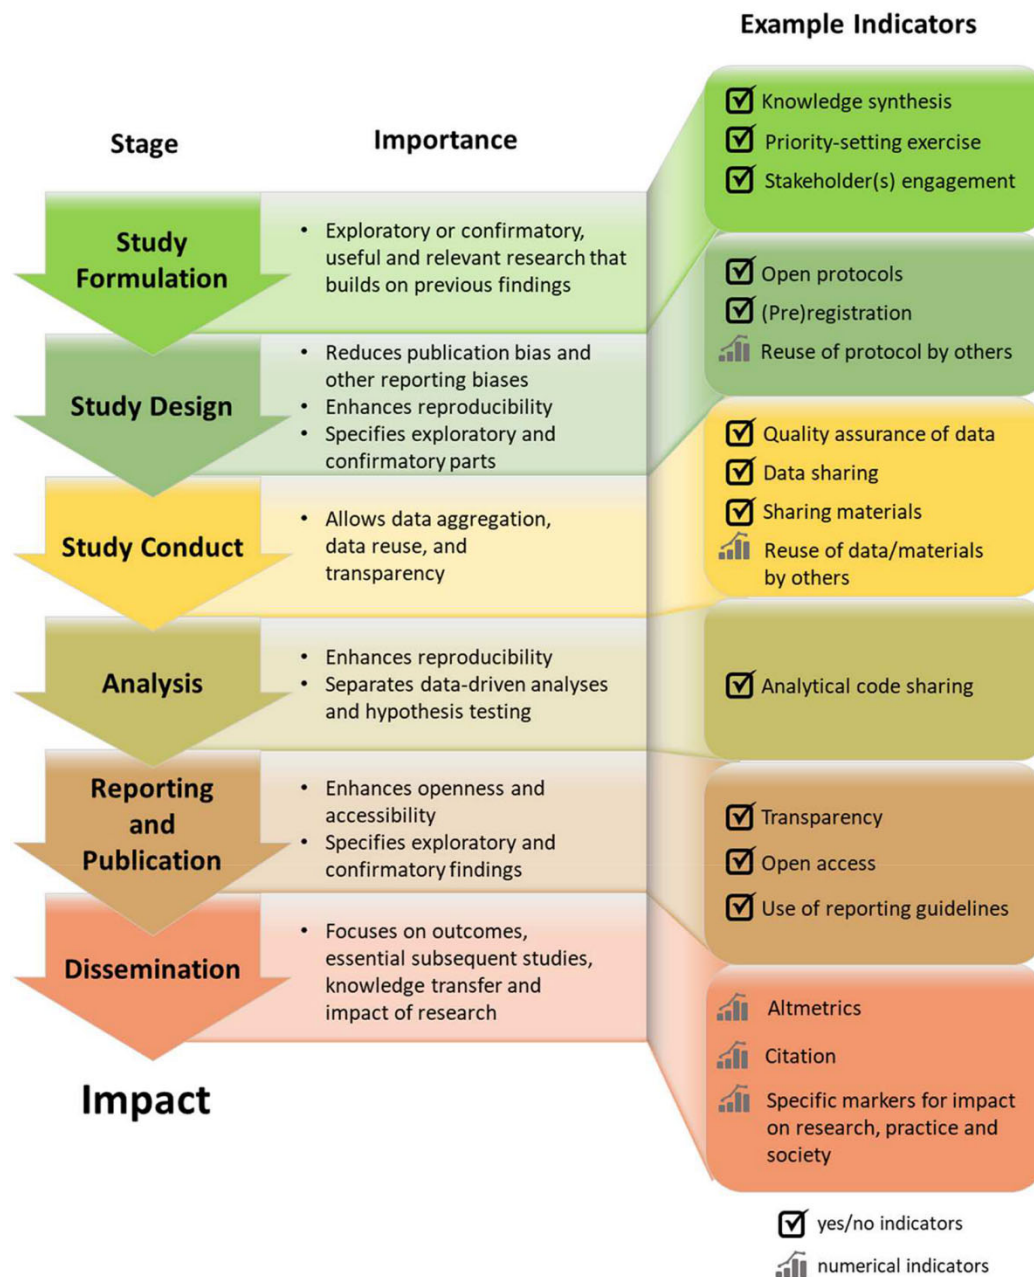 Example Indicators
Stage
Importance
Study
Formulation
• Exploratory or confirmatory,
useful and relevant research that
builds on previous findings
Knowledge synthesis
Priority-setting exercise
Stakeholder(s) engagement
Study Design
• Reduces publication bias and
other reporting biases
• Enhances reproducibility
• Specifies exploratory and
confirmatory parts
Open protocols
(Pre)registration
Reuse of protocol by others
Study Conduct
• Allows data aggregation,
data reuse, and
transparency
Quality assurance of data
Data sharing
Sharing materials
Reuse of data/materials
by others
Analysis
• Enhances reproducibility
• Separates data-driven analyses
and hypothesis testing
Analytical code sharing
Reporting
and
Publication
• Enhances openness and
accessibility
• Specifies exploratory and
confirmatory findings
Transparency
Open access
Use of reporting guidelines
Dissemination
• Focuses on outcomes,
essential subsequent studies,
knowledge transfer and
impact of research
Altmetrics
Citation
Specific markers for impact
on research, practice and
society
Impact
yes/no indicators
numerical indicators